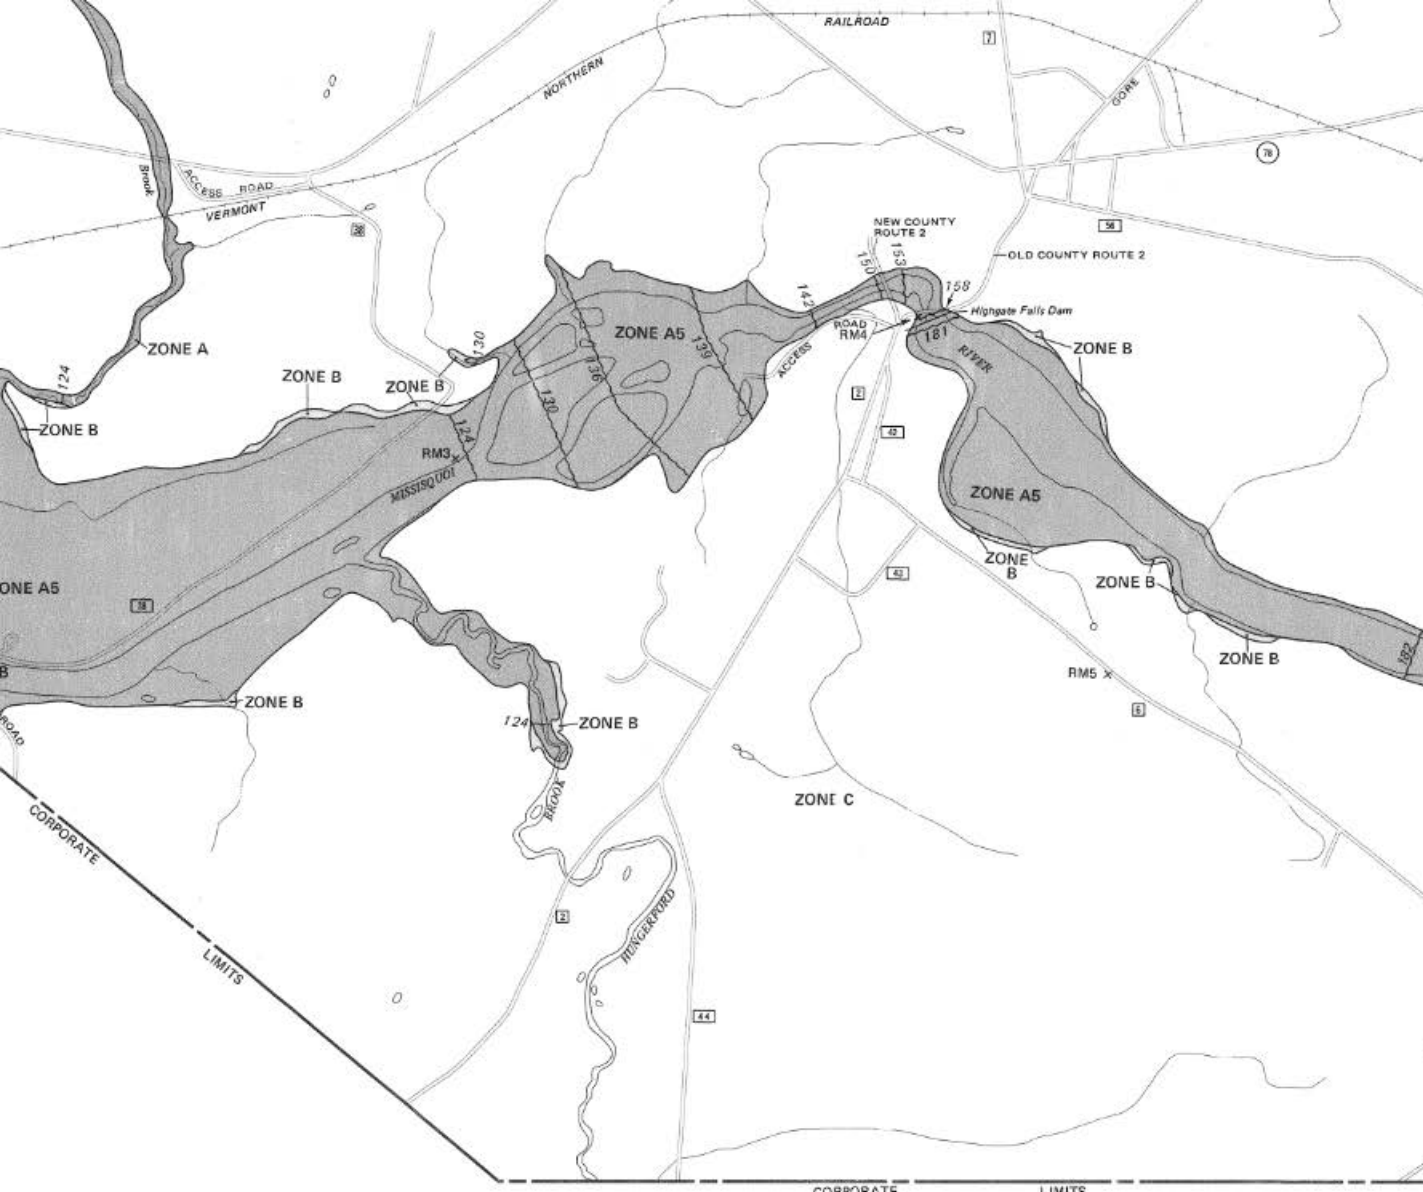 RAILROAD
7
NORTHERN
GORE
78
Brook
ACCESS ROAD
VERMONT
38
56
NEW COUNTY
ROUTE 2
OLD COUNTY ROUTE 2
150
153
158
142
Highgate Falls Dam
ROAD
RM4
181
ZONE A5
139
136
130
130
ZONE A
124
ZONE B
ZONE B
ZONE B
ZONE B
ACCESS
RIVER
2
42
RM3
124
MISSISQUOI
ZONE A5
ZONE
B
ZONE B
ONE A5
38
43
B
ZONE B
182
RM5
6
ZONE B
124
ZONE B
ROAD
BROOK
ZONE C
CORPORATE
LIMITS
2
HUNGERFORD
44
CORPORATE LIMITS